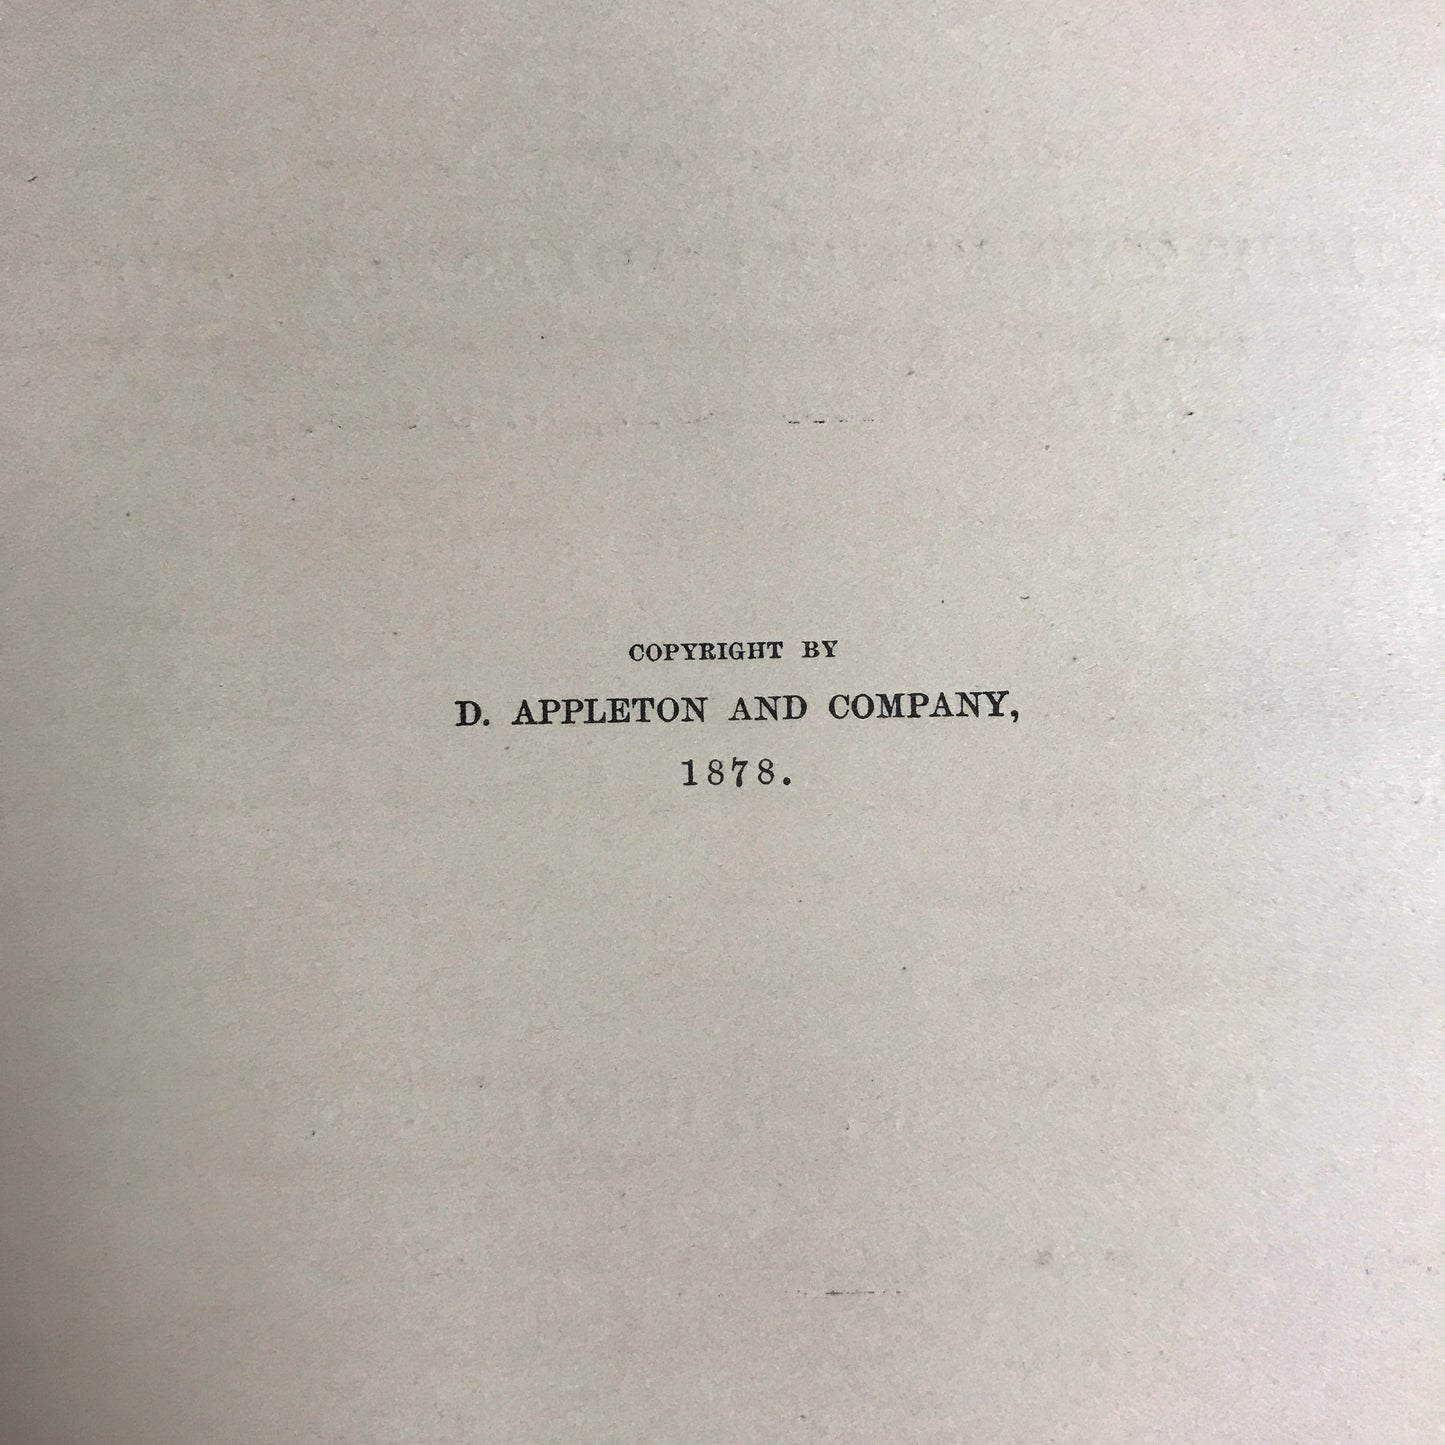 COPYRIGHT BY
D. APPLETON AND COMPANY,
1878.